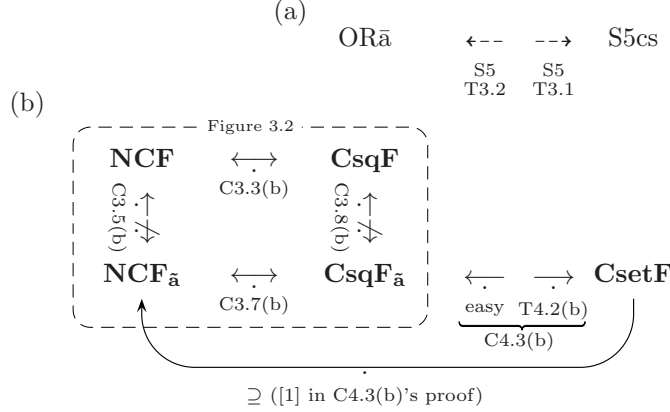 (a)
ORā S5cs
S5 S5
T3.2 T3.1
(b)
Figure 3.2
NCF CsqF
C3.3(b)
C3.5(b) C3.8(b)
NCFã CsqFã CsetF
C3.7(b)
easy T4.2(b)
C4.3(b)
⊇ ([1] in C4.3(b)'s proof)